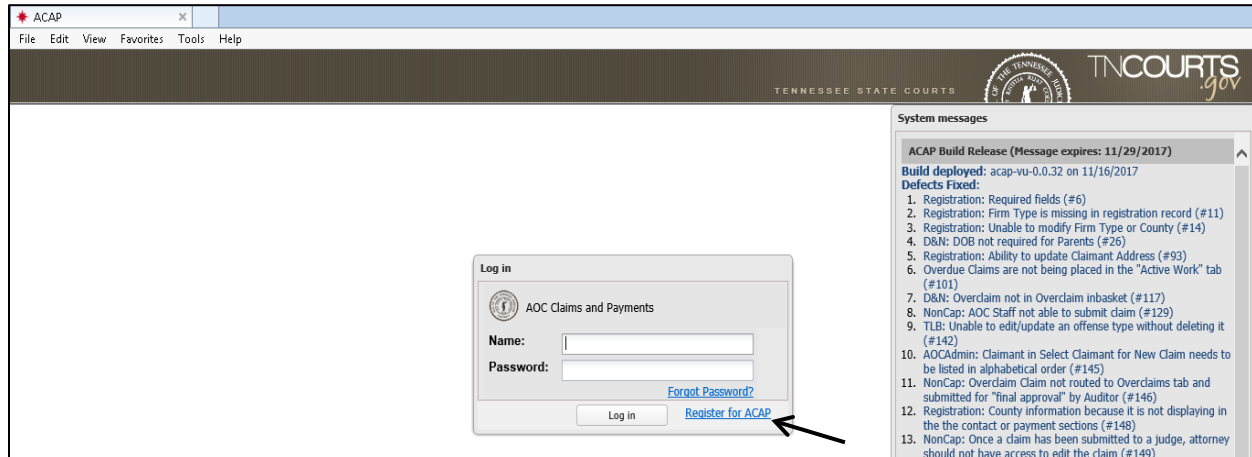 ACAP
File Edit View Favorites Tools Help
TENNESSEE STATE COURTS
TNCOURTS
.gov
System messages
ACAP Build Release (Message expires: 11/29/2017)
Build deployed: acap-vu-0.0.32 on 11/16/2017
Defects Fixed:
1. Registration: Required fields (#6)
2. Registration: Firm Type is missing in registration record (#11)
3. Registration: Unable to modify Firm Type or County (#14)
4. D&N: DOB not required for Parents (#26)
5. Registration: Ability to update Claimant Address (#93)
6. Overdue Claims are not being placed in the "Active Work" tab
(#101)
7. D&N: Overclaim not in Overclaim inbasket (#117)
8. NonCap: AOC Staff not able to submit claim (#129)
9. TLB: Unable to edit/update an offense type without deleting it
(#142)
10. AOCAdmin: Claimant in Select Claimant for New Claim needs to
be listed in alphabetical order (#145)
11. NonCap: Overclaim Claim not routed to Overclaims tab and
submitted for "final approval" by Auditor (#146)
12. Registration: County information because it is not displaying in
the the contact or payment sections (#148)
13. NonCap: Once a claim has been submitted to a judge, attorney
should not have access to edit the claim (#149)
Log in
AOC Claims and Payments
Name:
Password:
Forgot Password?
Log in
Register for ACAP